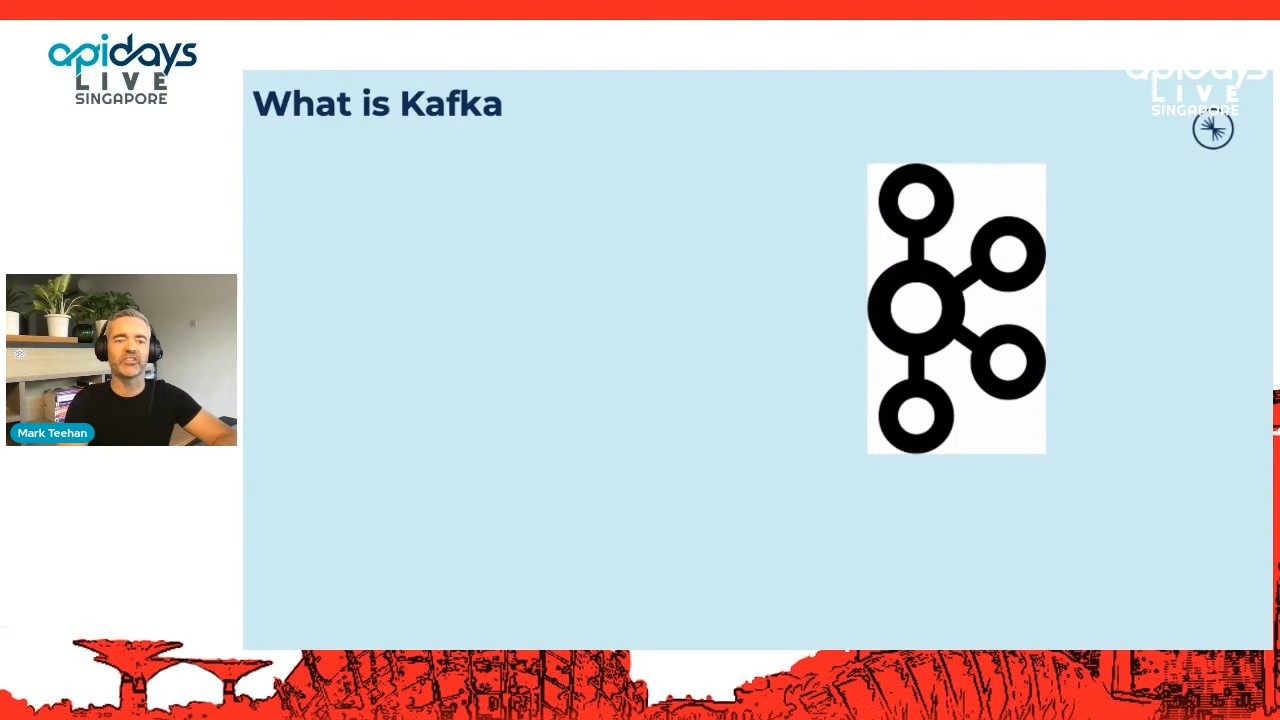 apidays
LIVE
SINGAPORE
What is Kafka
apidays
LIVE
SINGAPORE
Mark Teehan